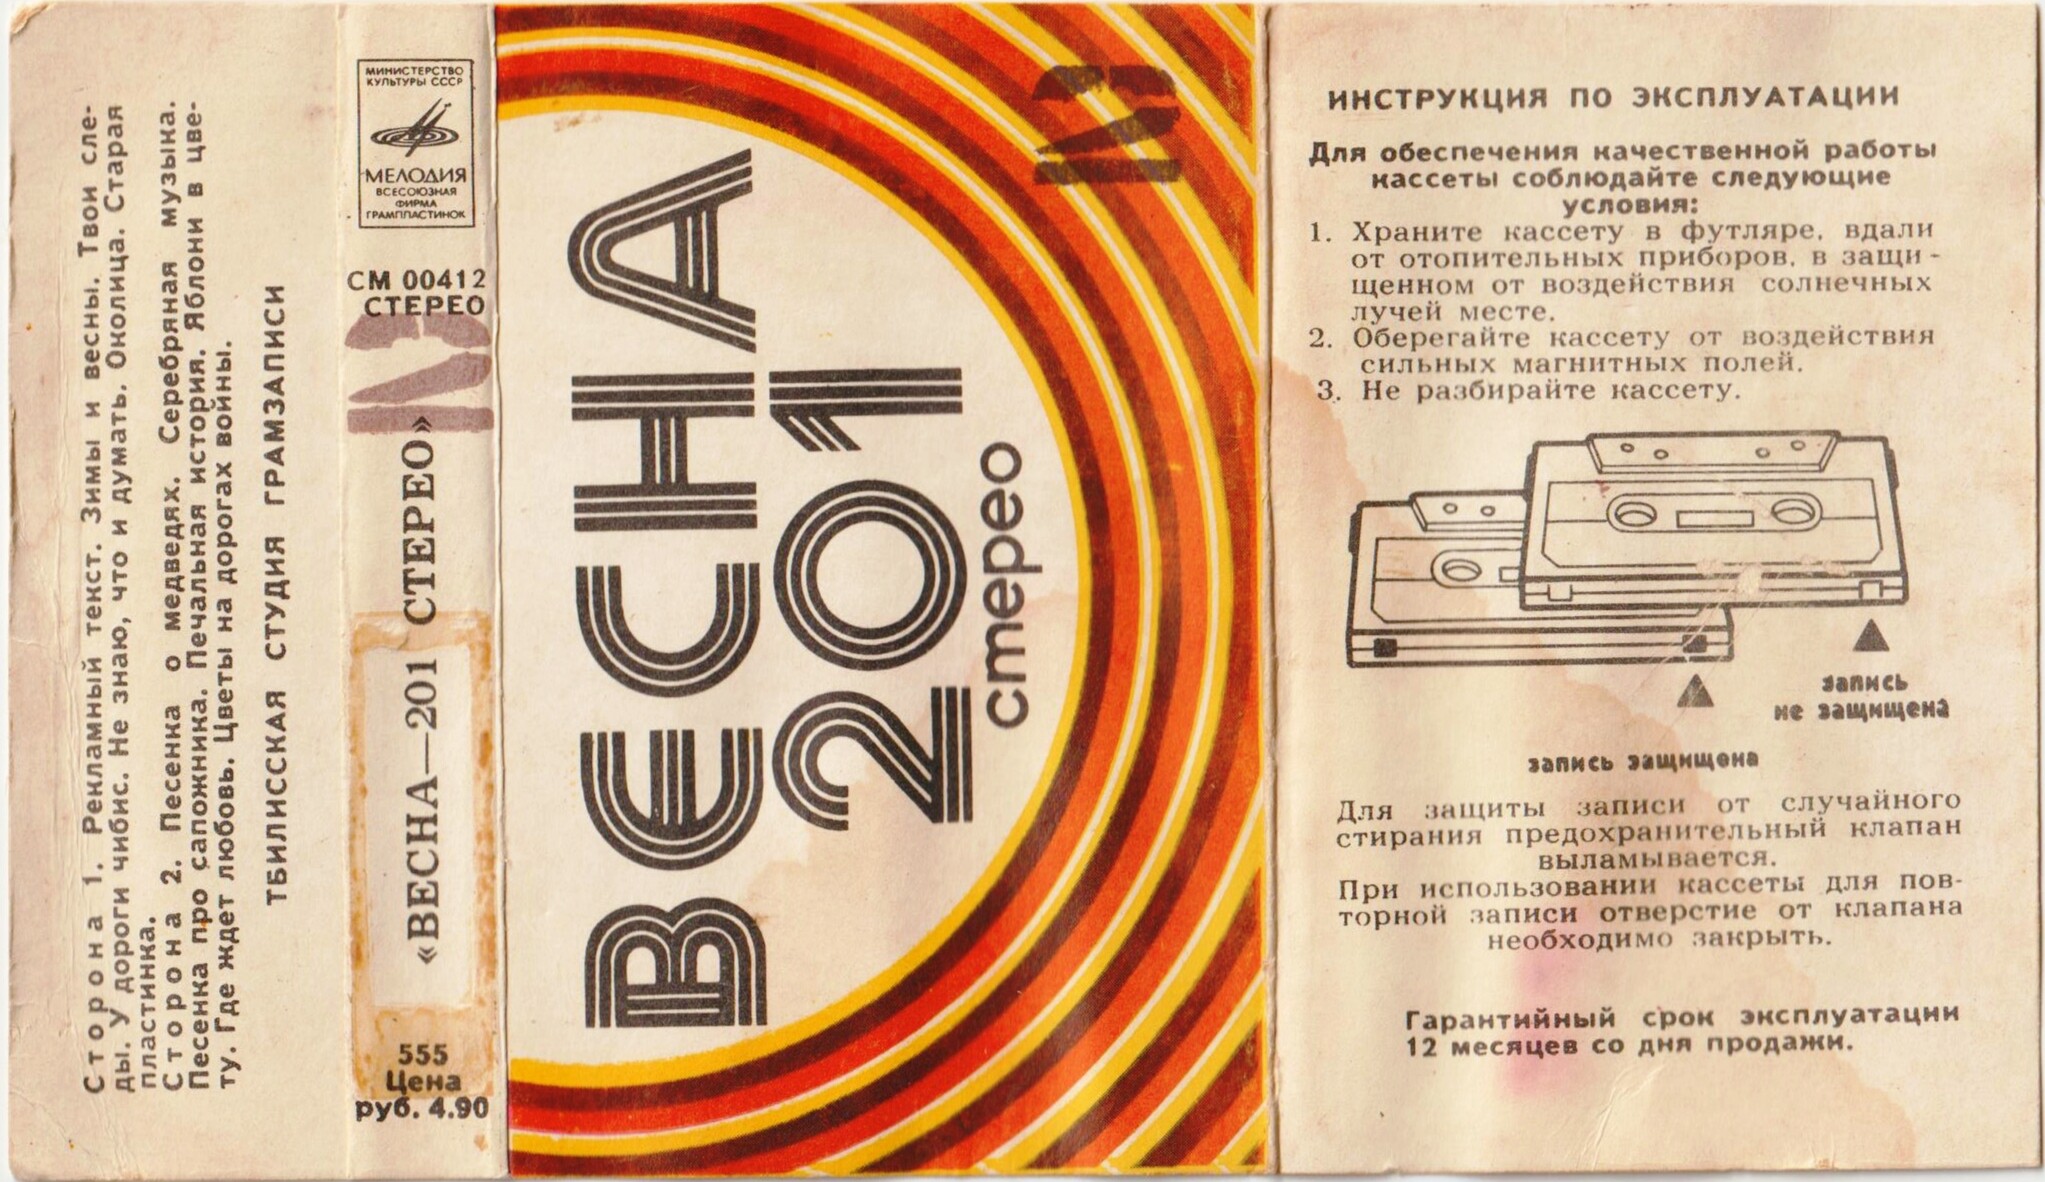 Сторона 1. Рекламный текст. Зимы и весны. Твои сле-
ды. У дороги чибис. Не знаю, что и думать. Околица. Старая
пластинка.
Сторона 2. Песенка о медведях. Серебряная музыка.
Песенка про сапожника. Печальная история. Яблони в цве-
ту. Где ждет любовь. Цветы на дорогах войны.
ТБИЛИССКАЯ СТУДИЯ ГРАМЗАПИСИ
МИНИСТЕРСТВО
КУЛЬТУРЫ СССР
МЕЛОДИЯ
ВСЕСОЮЗНАЯ
ФИРМА
ГРАМПЛАСТИНОК
СМ 00412
СТЕРЕО
«ВЕСНА—201 СТЕРЕО»
555
Цена
руб. 4.90
ВЕСНА
201
стерео
ИНСТРУКЦИЯ ПО ЭКСПЛУАТАЦИИ
Для обеспечения качественной работы
кассеты соблюдайте следующие
условия:
1. Храните кассету в футляре, вдали
от отопительных приборов, в защи-
щенном от воздействия солнечных
лучей месте.
2. Оберегайте кассету от воздействия
сильных магнитных полей.
3. Не разбирайте кассету.
запись
не защищена
запись защищена
Для защиты записи от случайного
стирания предохранительный клапан
выламывается.
При использовании кассеты для пов-
торной записи отверстие от клапана
необходимо закрыть.
Гарантийный срок эксплуатации
12 месяцев со дня продажи.